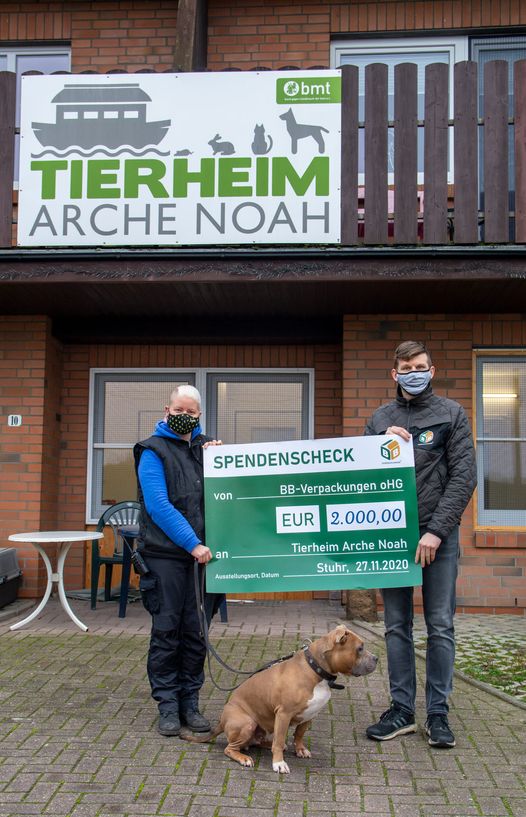 bmt
TIERHEIM
ARCHE NOAH
10
SPENDENSCHECK
von BB-Verpackungen oHG
EUR 2.000,00
an Tierheim Arche Noah
Ausstellungsort, Datum Stuhr, 27.11.2020